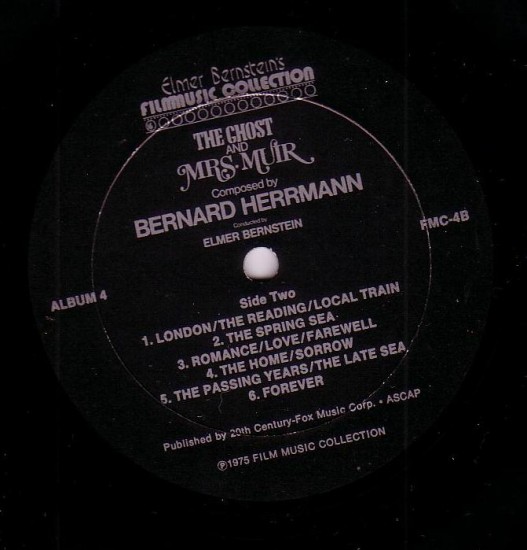 Elmer Bernstein's
FILMMUSIC COLLECTION
THE GHOST
AND
MRS. MUIR
Composed by
BERNARD HERRMANN
Conducted by
ELMER BERNSTEIN
FMC-4B
ALBUM 4
Side Two
1. LONDON/THE READING/LOCAL TRAIN
2. THE SPRING SEA
3. ROMANCE/LOVE/FAREWELL
4. THE HOME/SORROW
5. THE PASSING YEARS/THE LATE SEA
6. FOREVER
Published by 20th Century-Fox Music Corp. • ASCAP
℗1975 FILM MUSIC COLLECTION